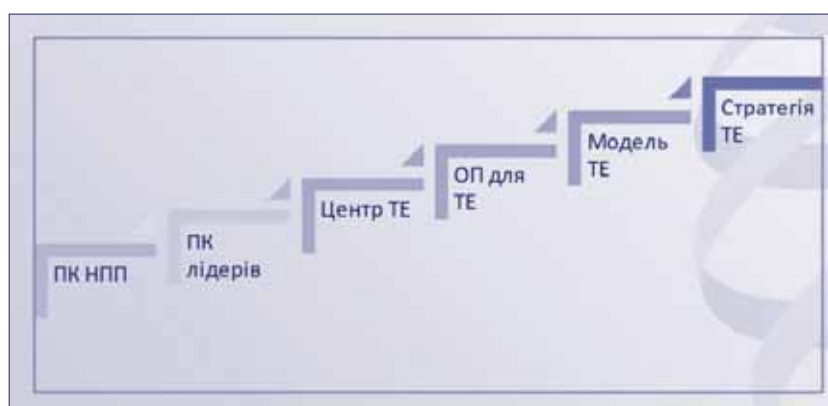 ПК НПП
ПК
лідерів
Центр ТЕ
ОП для
ТЕ
Модель
ТЕ
Стратегія
ТЕ